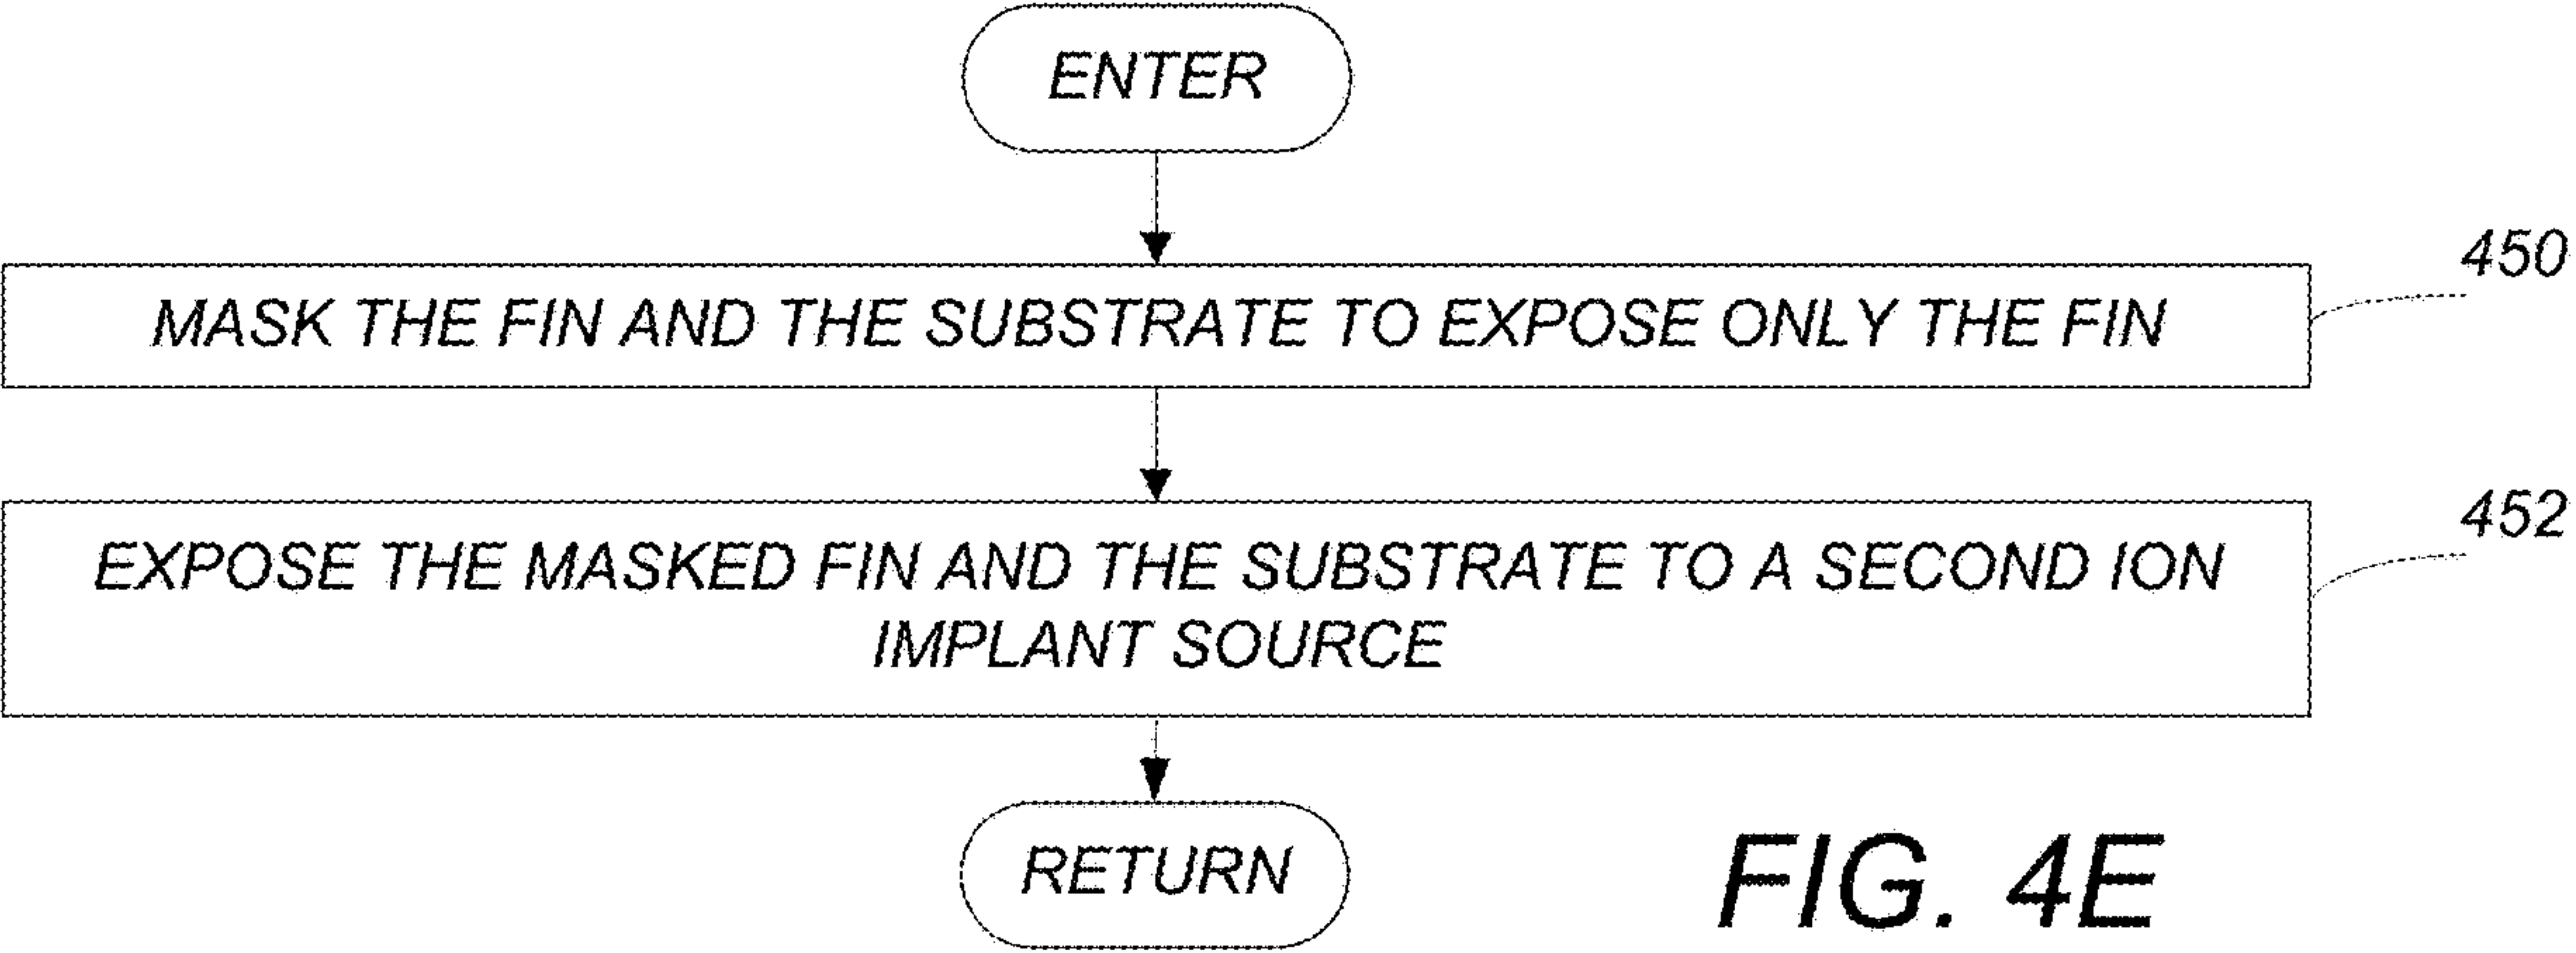 ENTER
450
MASK THE FIN AND THE SUBSTRATE TO EXPOSE ONLY THE FIN
452
EXPOSE THE MASKED FIN AND THE SUBSTRATE TO A SECOND ION
IMPLANT SOURCE
RETURN
FIG. 4E